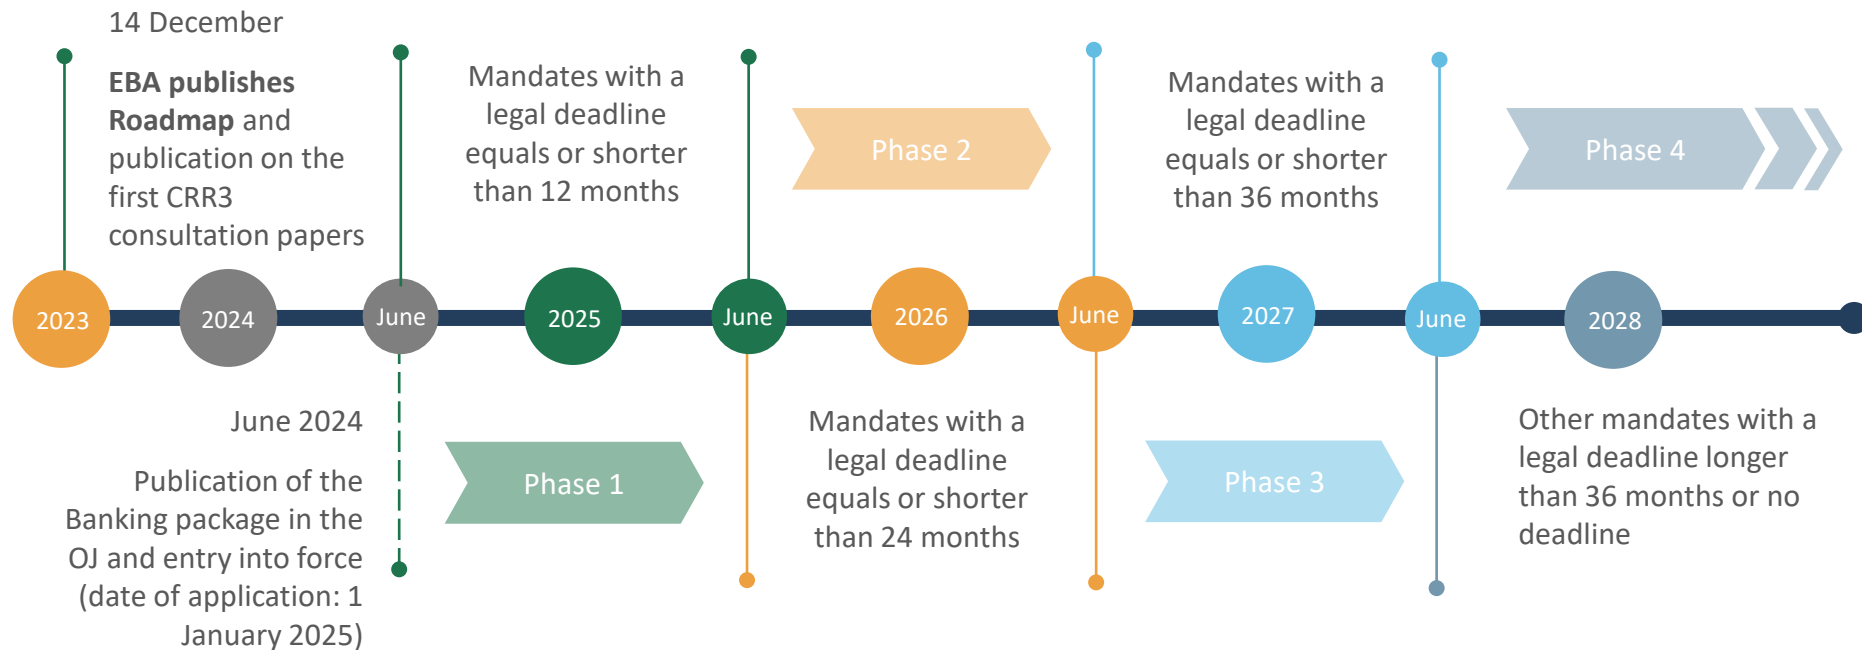 14 December
EBA publishes
Roadmap and
publication on the
first CRR3
consultation papers
Mandates with a
legal deadline
equals or shorter
than 12 months
Phase 2
Mandates with a
legal deadline
equals or shorter
than 36 months
Phase 4
2023
2024
June
2025
June
2026
June
2027
June
2028
June 2024
Publication of the
Banking package in the
OJ and entry into force
(date of application: 1
January 2025)
Phase 1
Mandates with a
legal deadline
equals or shorter
than 24 months
Phase 3
Other mandates with a
legal deadline longer
than 36 months or no
deadline